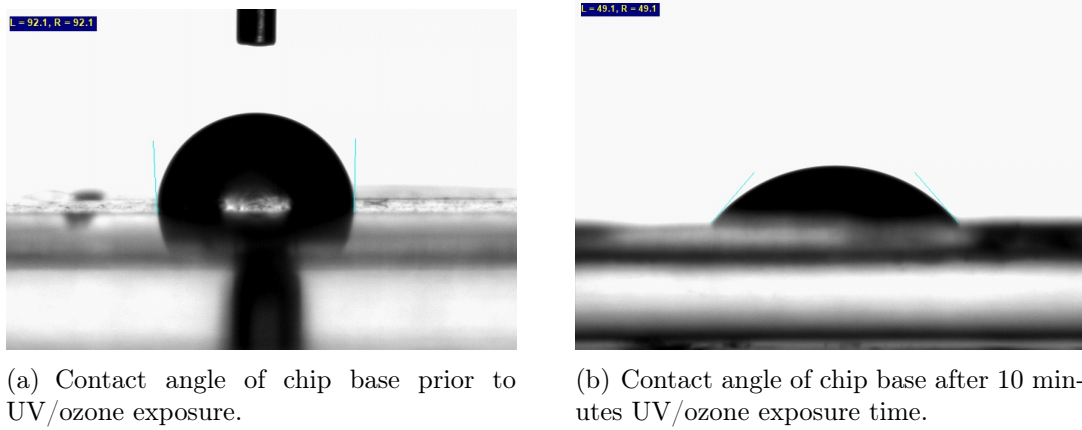 L = 92.1, R = 92.1
L = 49.1, R = 49.1
(a) Contact angle of chip base prior to
UV/ozone exposure.
(b) Contact angle of chip base after 10 min-
utes UV/ozone exposure time.